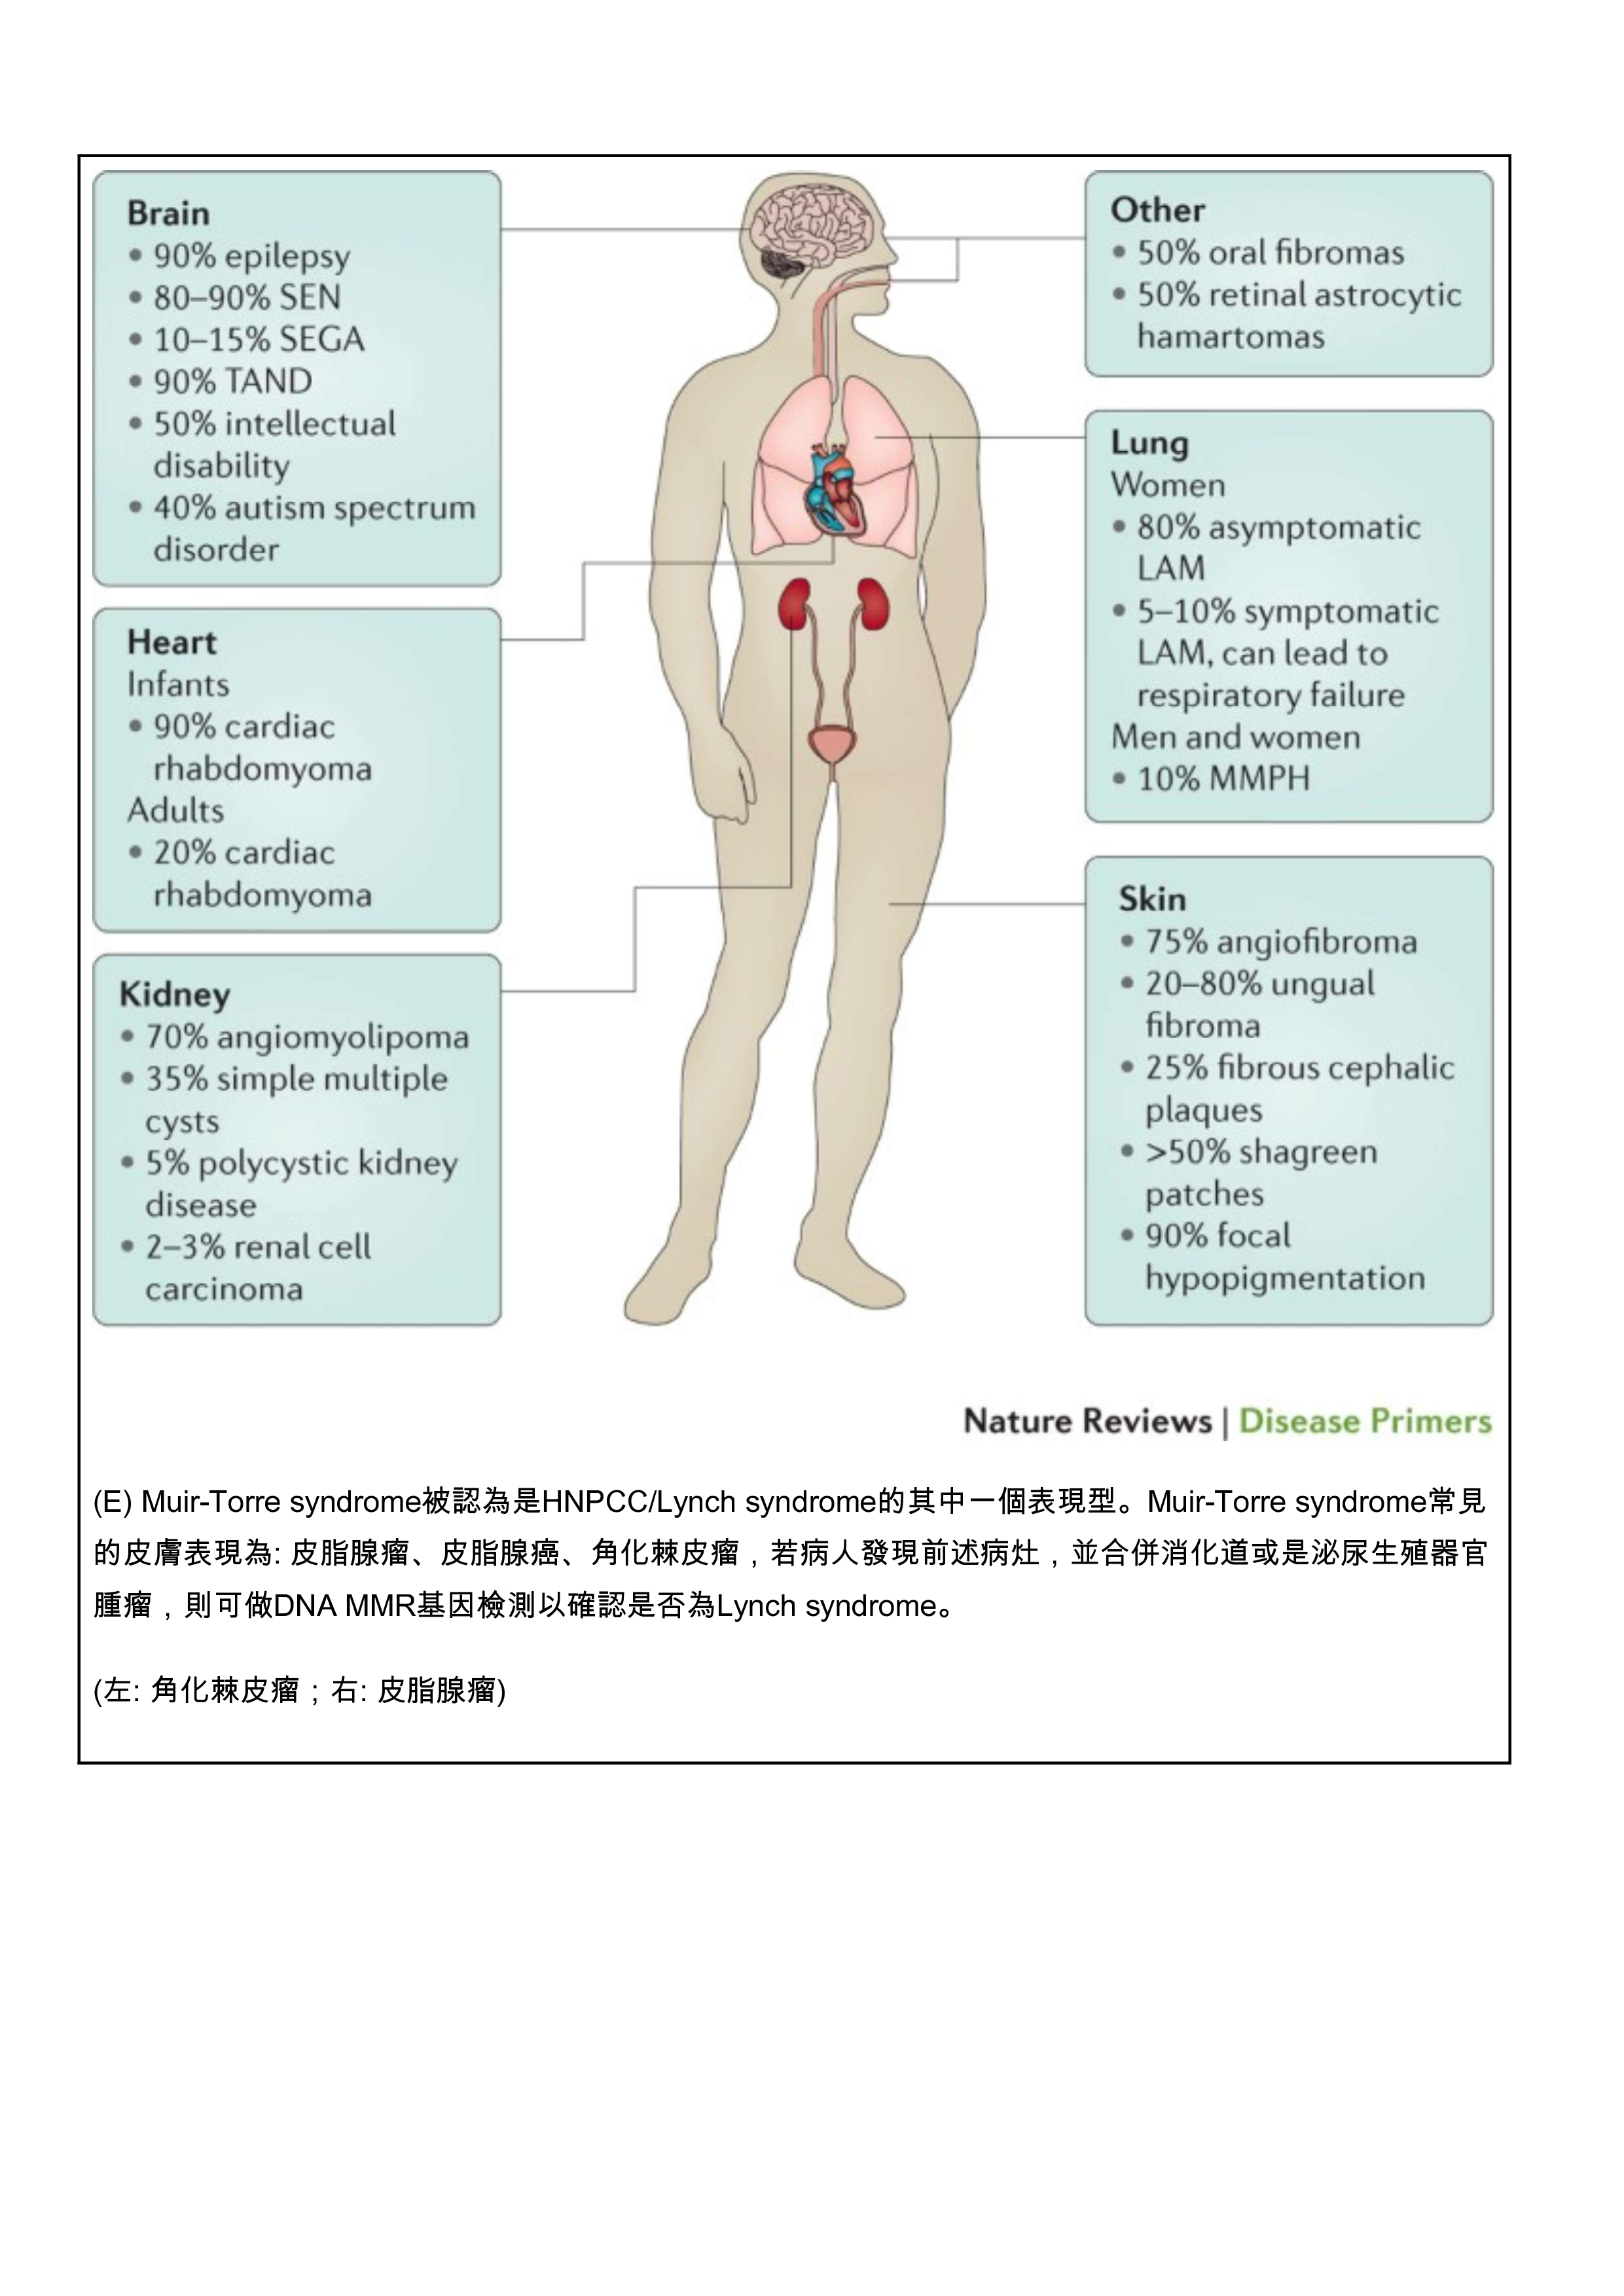 Brain
• 90% epilepsy
• 80–90% SEN
• 10–15% SEGA
• 90% TAND
• 50% intellectual
disability
• 40% autism spectrum
disorder
Heart
Infants
• 90% cardiac
rhabdomyoma
Adults
• 20% cardiac
rhabdomyoma
Kidney
• 70% angiomyolipoma
• 35% simple multiple
cysts
• 5% polycystic kidney
disease
• 2–3% renal cell
carcinoma
Other
• 50% oral fibromas
• 50% retinal astrocytic
hamartomas
Lung
Women
• 80% asymptomatic
LAM
• 5–10% symptomatic
LAM, can lead to
respiratory failure
Men and women
• 10% MMPH
Skin
• 75% angiofibroma
• 20–80% ungual
fibroma
• 25% fibrous cephalic
plaques
• >50% shagreen
patches
• 90% focal
hypopigmentation
Nature Reviews | Disease Primers
(E) Muir-Torre syndrome被認為是HNPCC/Lynch syndrome的其中一個表現型。Muir-Torre syndrome常見
的皮膚表現為: 皮脂腺瘤、皮脂腺癌、角化棘皮瘤，若病人發現前述病灶，並合併消化道或是泌尿生殖器官
腫瘤，則可做DNA MMR基因檢測以確認是否為Lynch syndrome。
(左: 角化棘皮瘤；右: 皮脂腺瘤)